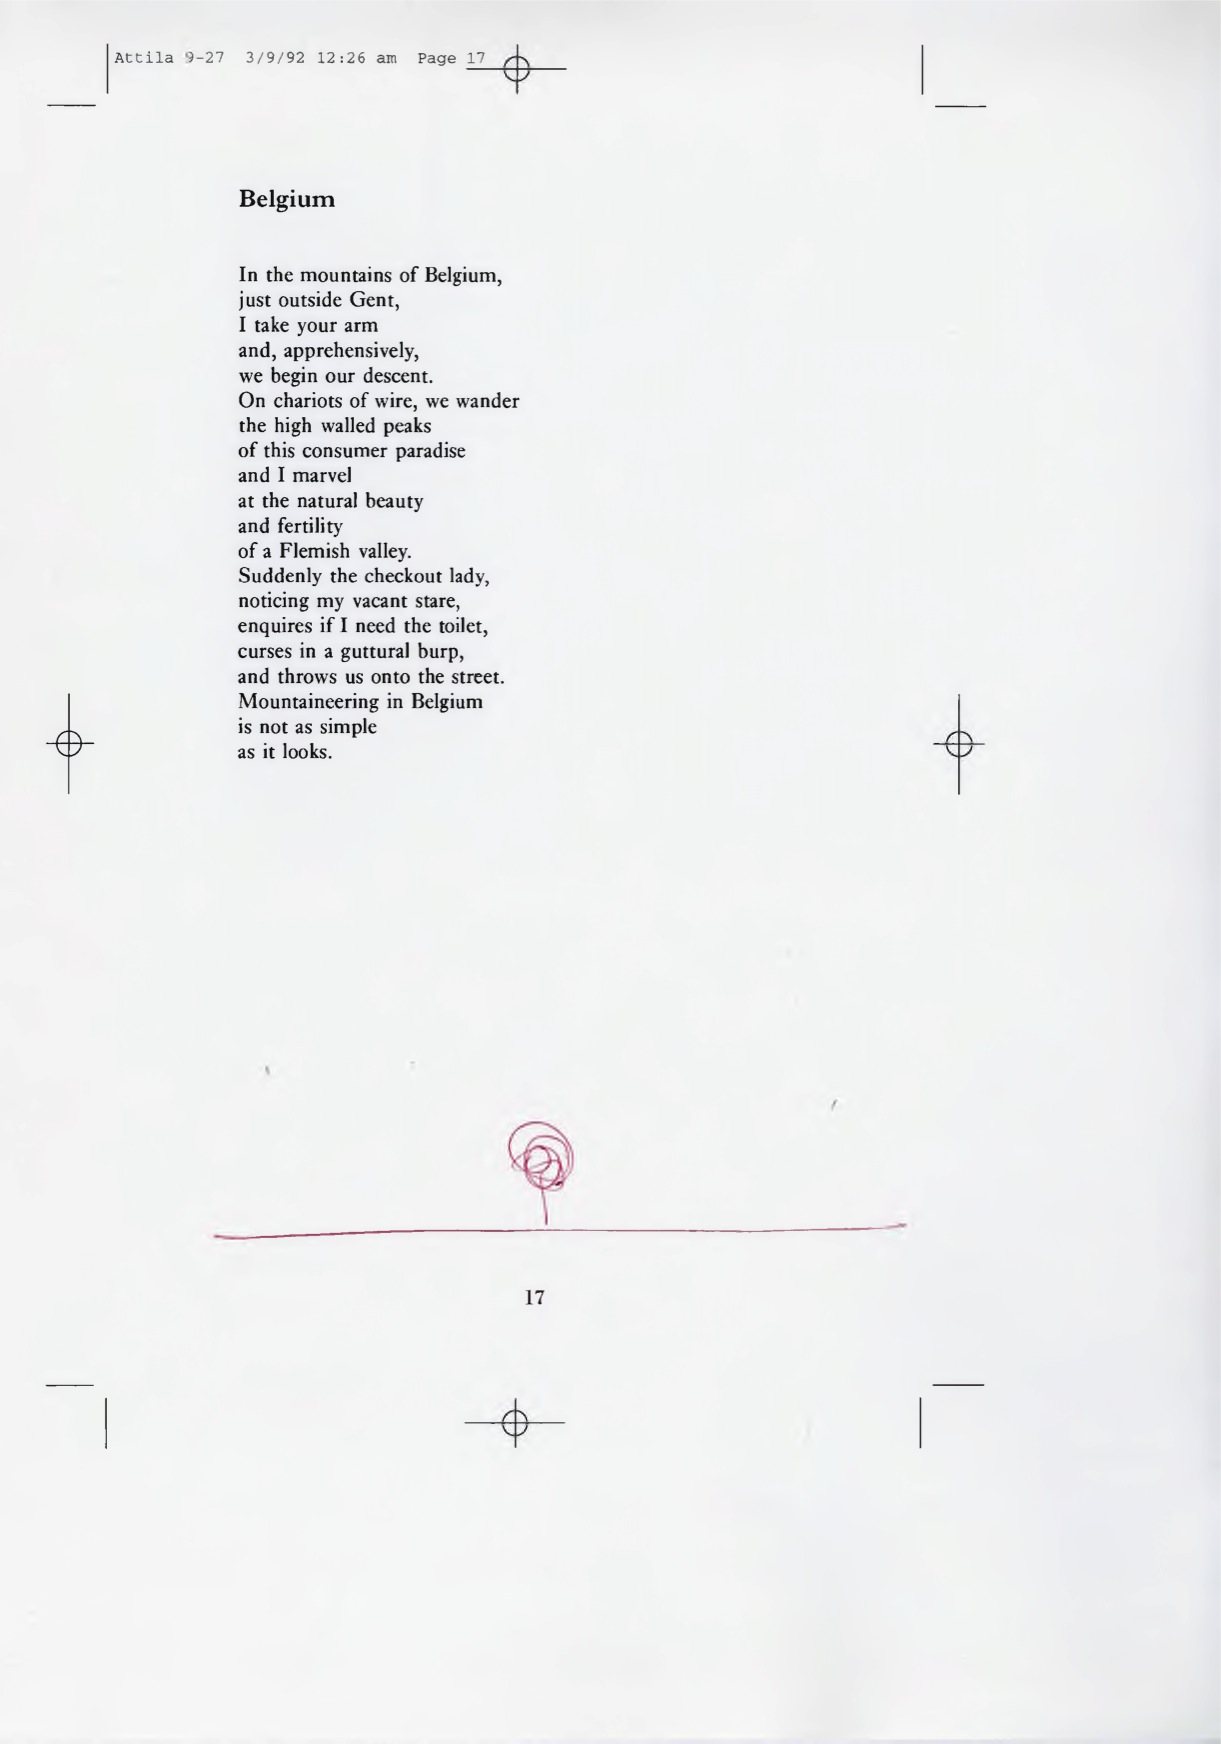 Attila 9-27 3/9/92 12:26 am Page 17
Belgium
In the mountains of Belgium,
just outside Gent,
I take your arm
and, apprehensively,
we begin our descent.
On chariots of wire, we wander
the high walled peaks
of this consumer paradise
and I marvel
at the natural beauty
and fertility
of a Flemish valley.
Suddenly the checkout lady,
noticing my vacant stare,
enquires if I need the toilet,
curses in a guttural burp,
and throws us onto the street.
Mountaineering in Belgium
is not as simple
as it looks.
17